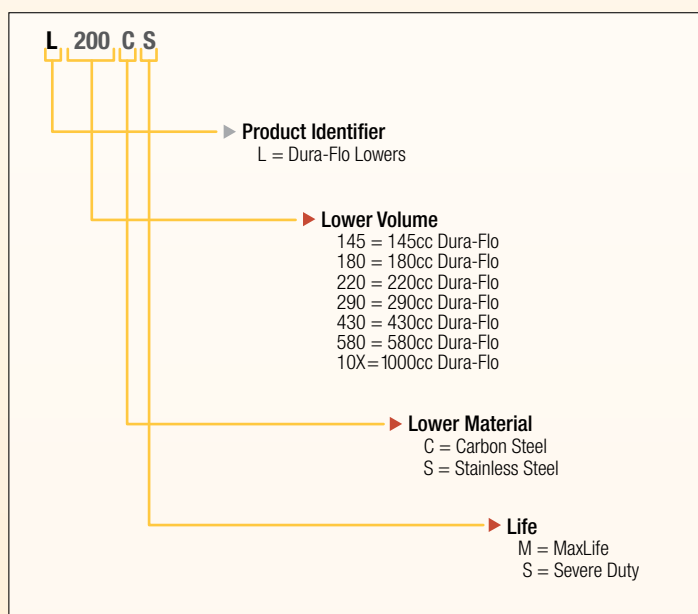 L 200 C S
Product Identifier
L = Dura-Flo Lowers
Lower Volume
145 = 145cc Dura-Flo
180 = 180cc Dura-Flo
220 = 220cc Dura-Flo
290 = 290cc Dura-Flo
430 = 430cc Dura-Flo
580 = 580cc Dura-Flo
10X=1000cc Dura-Flo
Lower Material
C = Carbon Steel
S = Stainless Steel
Life
M = MaxLife
S = Severe Duty